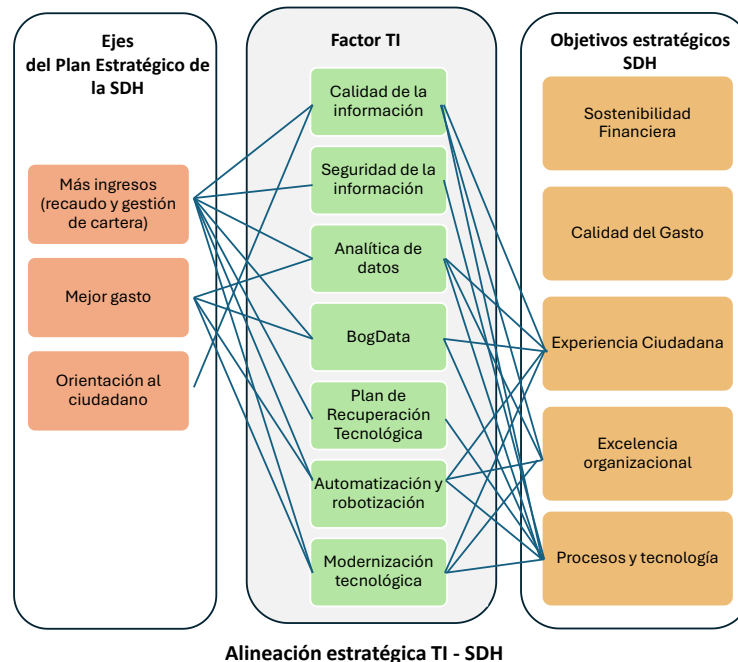 Ejes
del Plan Estratégico de
la SDH
Más ingresos
(recaudo y gestión
de cartera)
Mejor gasto
Orientación al
ciudadano
Factor TI
Calidad de la
información
Seguridad de la
información
Analítica de
datos
BogData
Plan de
Recuperación
Tecnológica
Automatización y
robotización
Modernización
tecnológica
Objetivos estratégicos
SDH
Sostenibilidad
Financiera
Calidad del Gasto
Experiencia Ciudadana
Excelencia
organizacional
Procesos y tecnología
Alineación estratégica TI - SDH